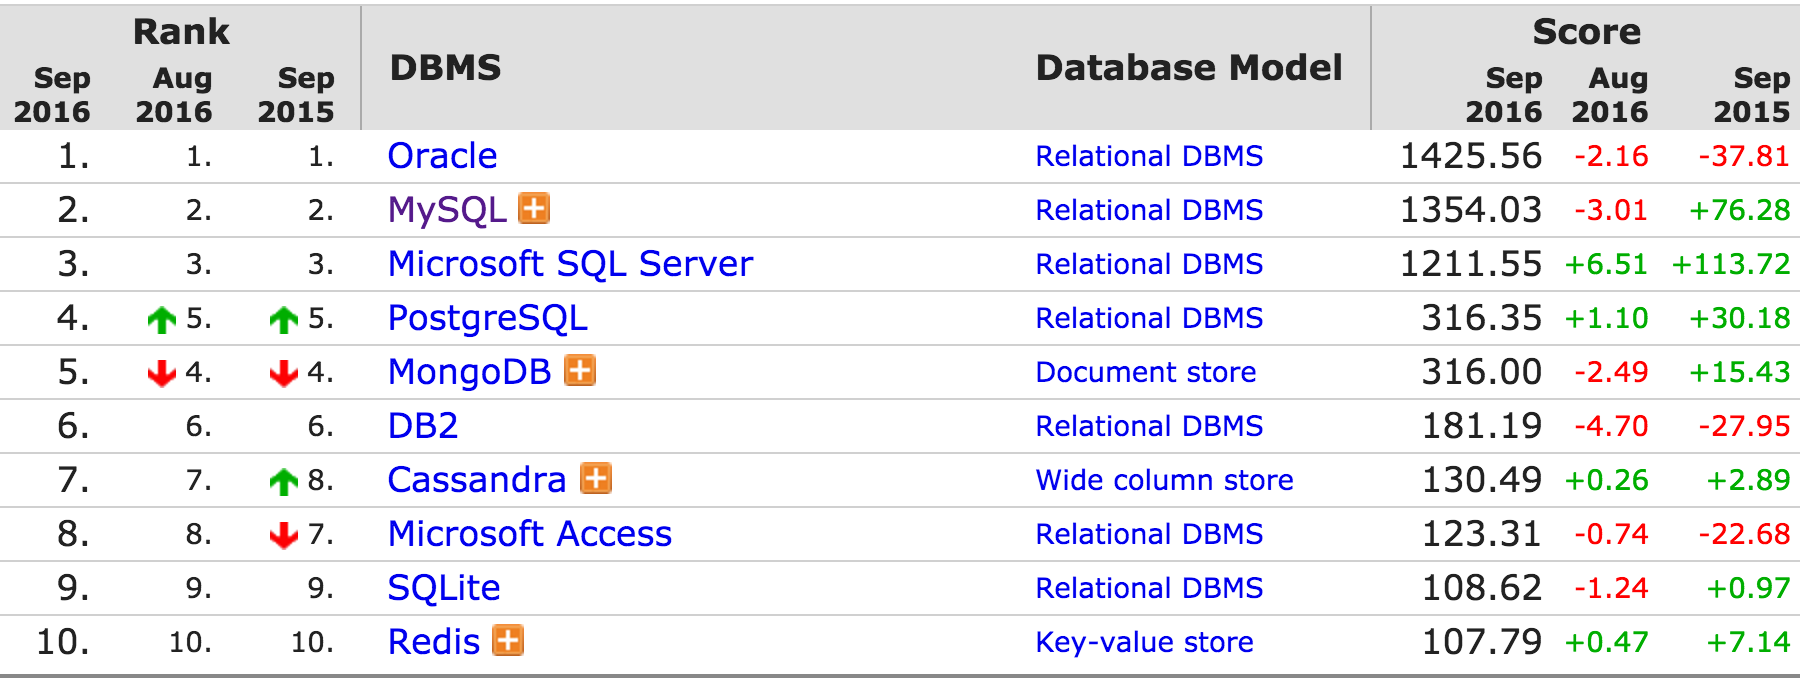 Rank DBMS Database Model Score
Sep 2016 Aug 2016 Sep 2015 Sep 2016 Aug 2016 Sep 2015
1. 1. 1. Oracle Relational DBMS 1425.56 -2.16 -37.81
2. 2. 2. MySQL Relational DBMS 1354.03 -3.01 +76.28
3. 3. 3. Microsoft SQL Server Relational DBMS 1211.55 +6.51 +113.72
4. 5. 5. PostgreSQL Relational DBMS 316.35 +1.10 +30.18
5. 4. 4. MongoDB Document store 316.00 -2.49 +15.43
6. 6. 6. DB2 Relational DBMS 181.19 -4.70 -27.95
7. 7. 8. Cassandra Wide column store 130.49 +0.26 +2.89
8. 8. 7. Microsoft Access Relational DBMS 123.31 -0.74 -22.68
9. 9. 9. SQLite Relational DBMS 108.62 -1.24 +0.97
10. 10. 10. Redis Key-value store 107.79 +0.47 +7.14